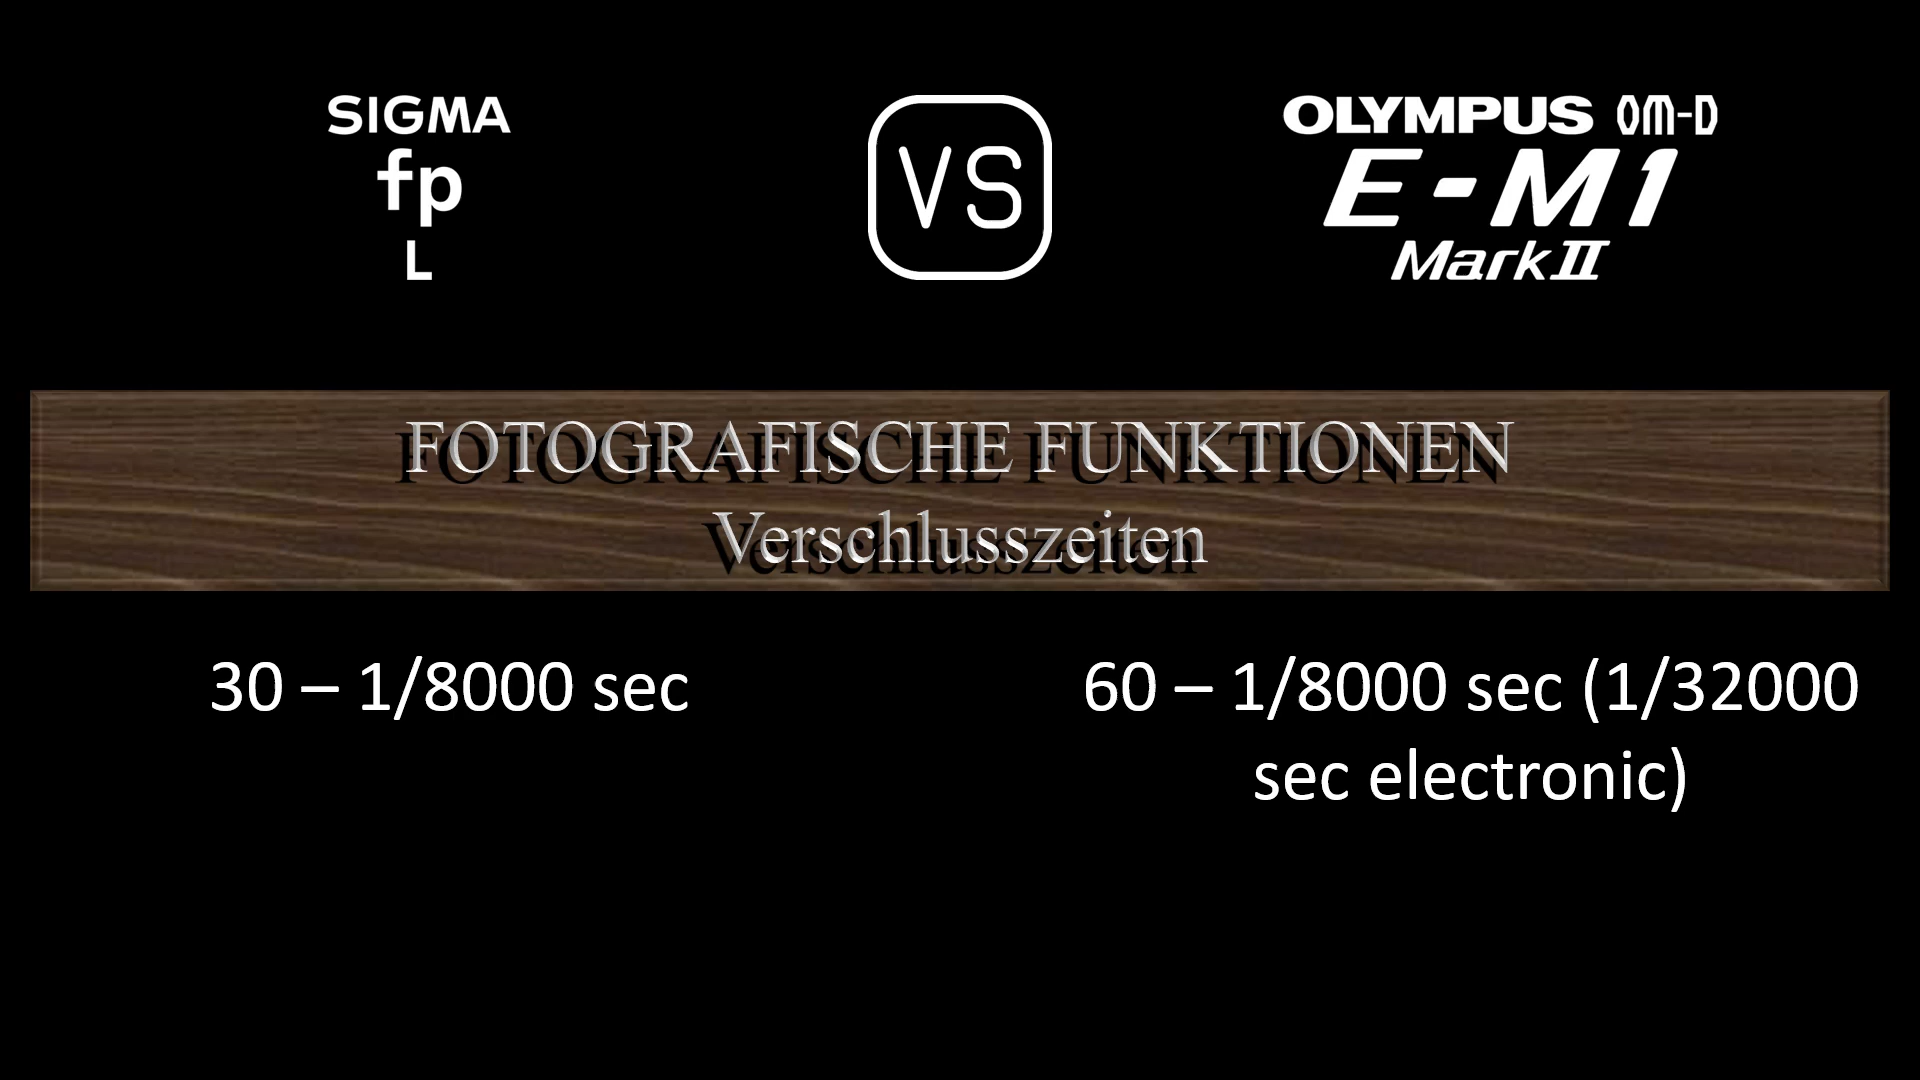 SIGMA
fp
L
VS
OLYMPUS OM-D
E-M1
Mark II
FOTOGRAFISCHE FUNKTIONEN
Verschlusszeiten
30 – 1/8000 sec
60 – 1/8000 sec (1/32000
sec electronic)